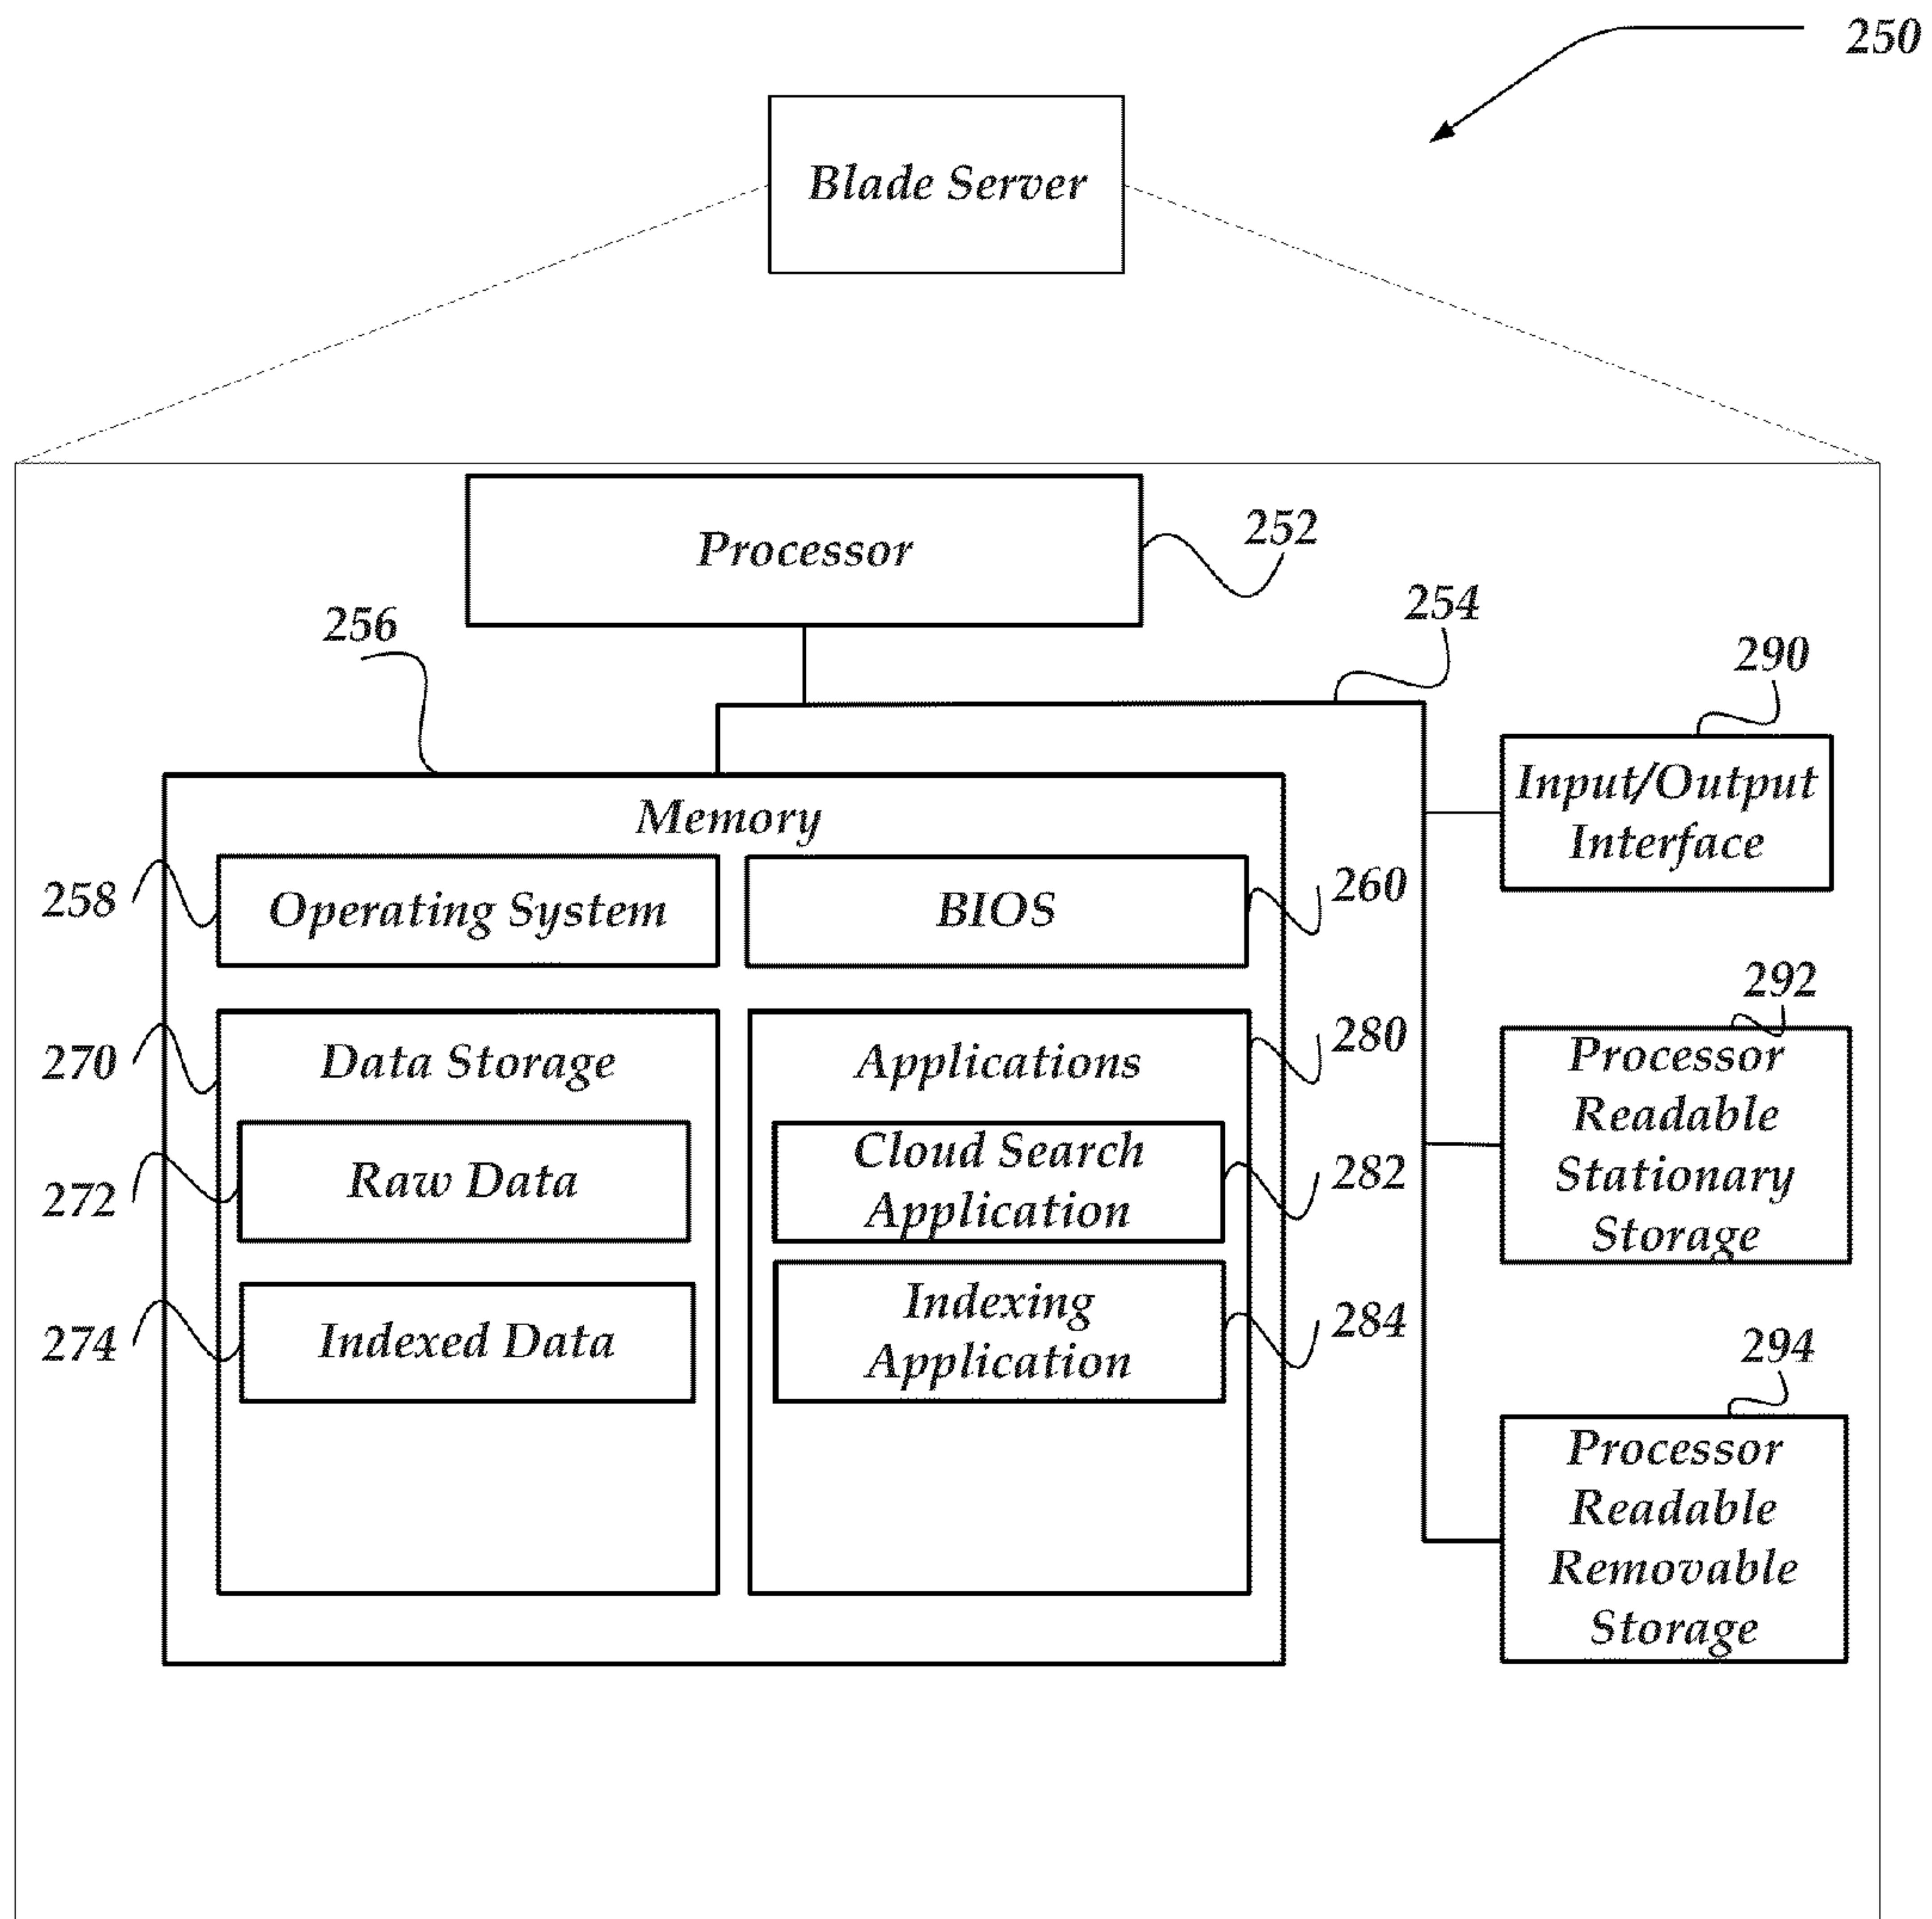 250
Blade Server
Processor
252
256
254
290
Input/Output
Interface
Memory
258
Operating System
BIOS
260
292
Processor
Readable
Stationary
Storage
270
Data Storage
Applications
280
272
Raw Data
Cloud Search
Application
282
274
Indexed Data
Indexing
Application
284
294
Processor
Readable
Removable
Storage